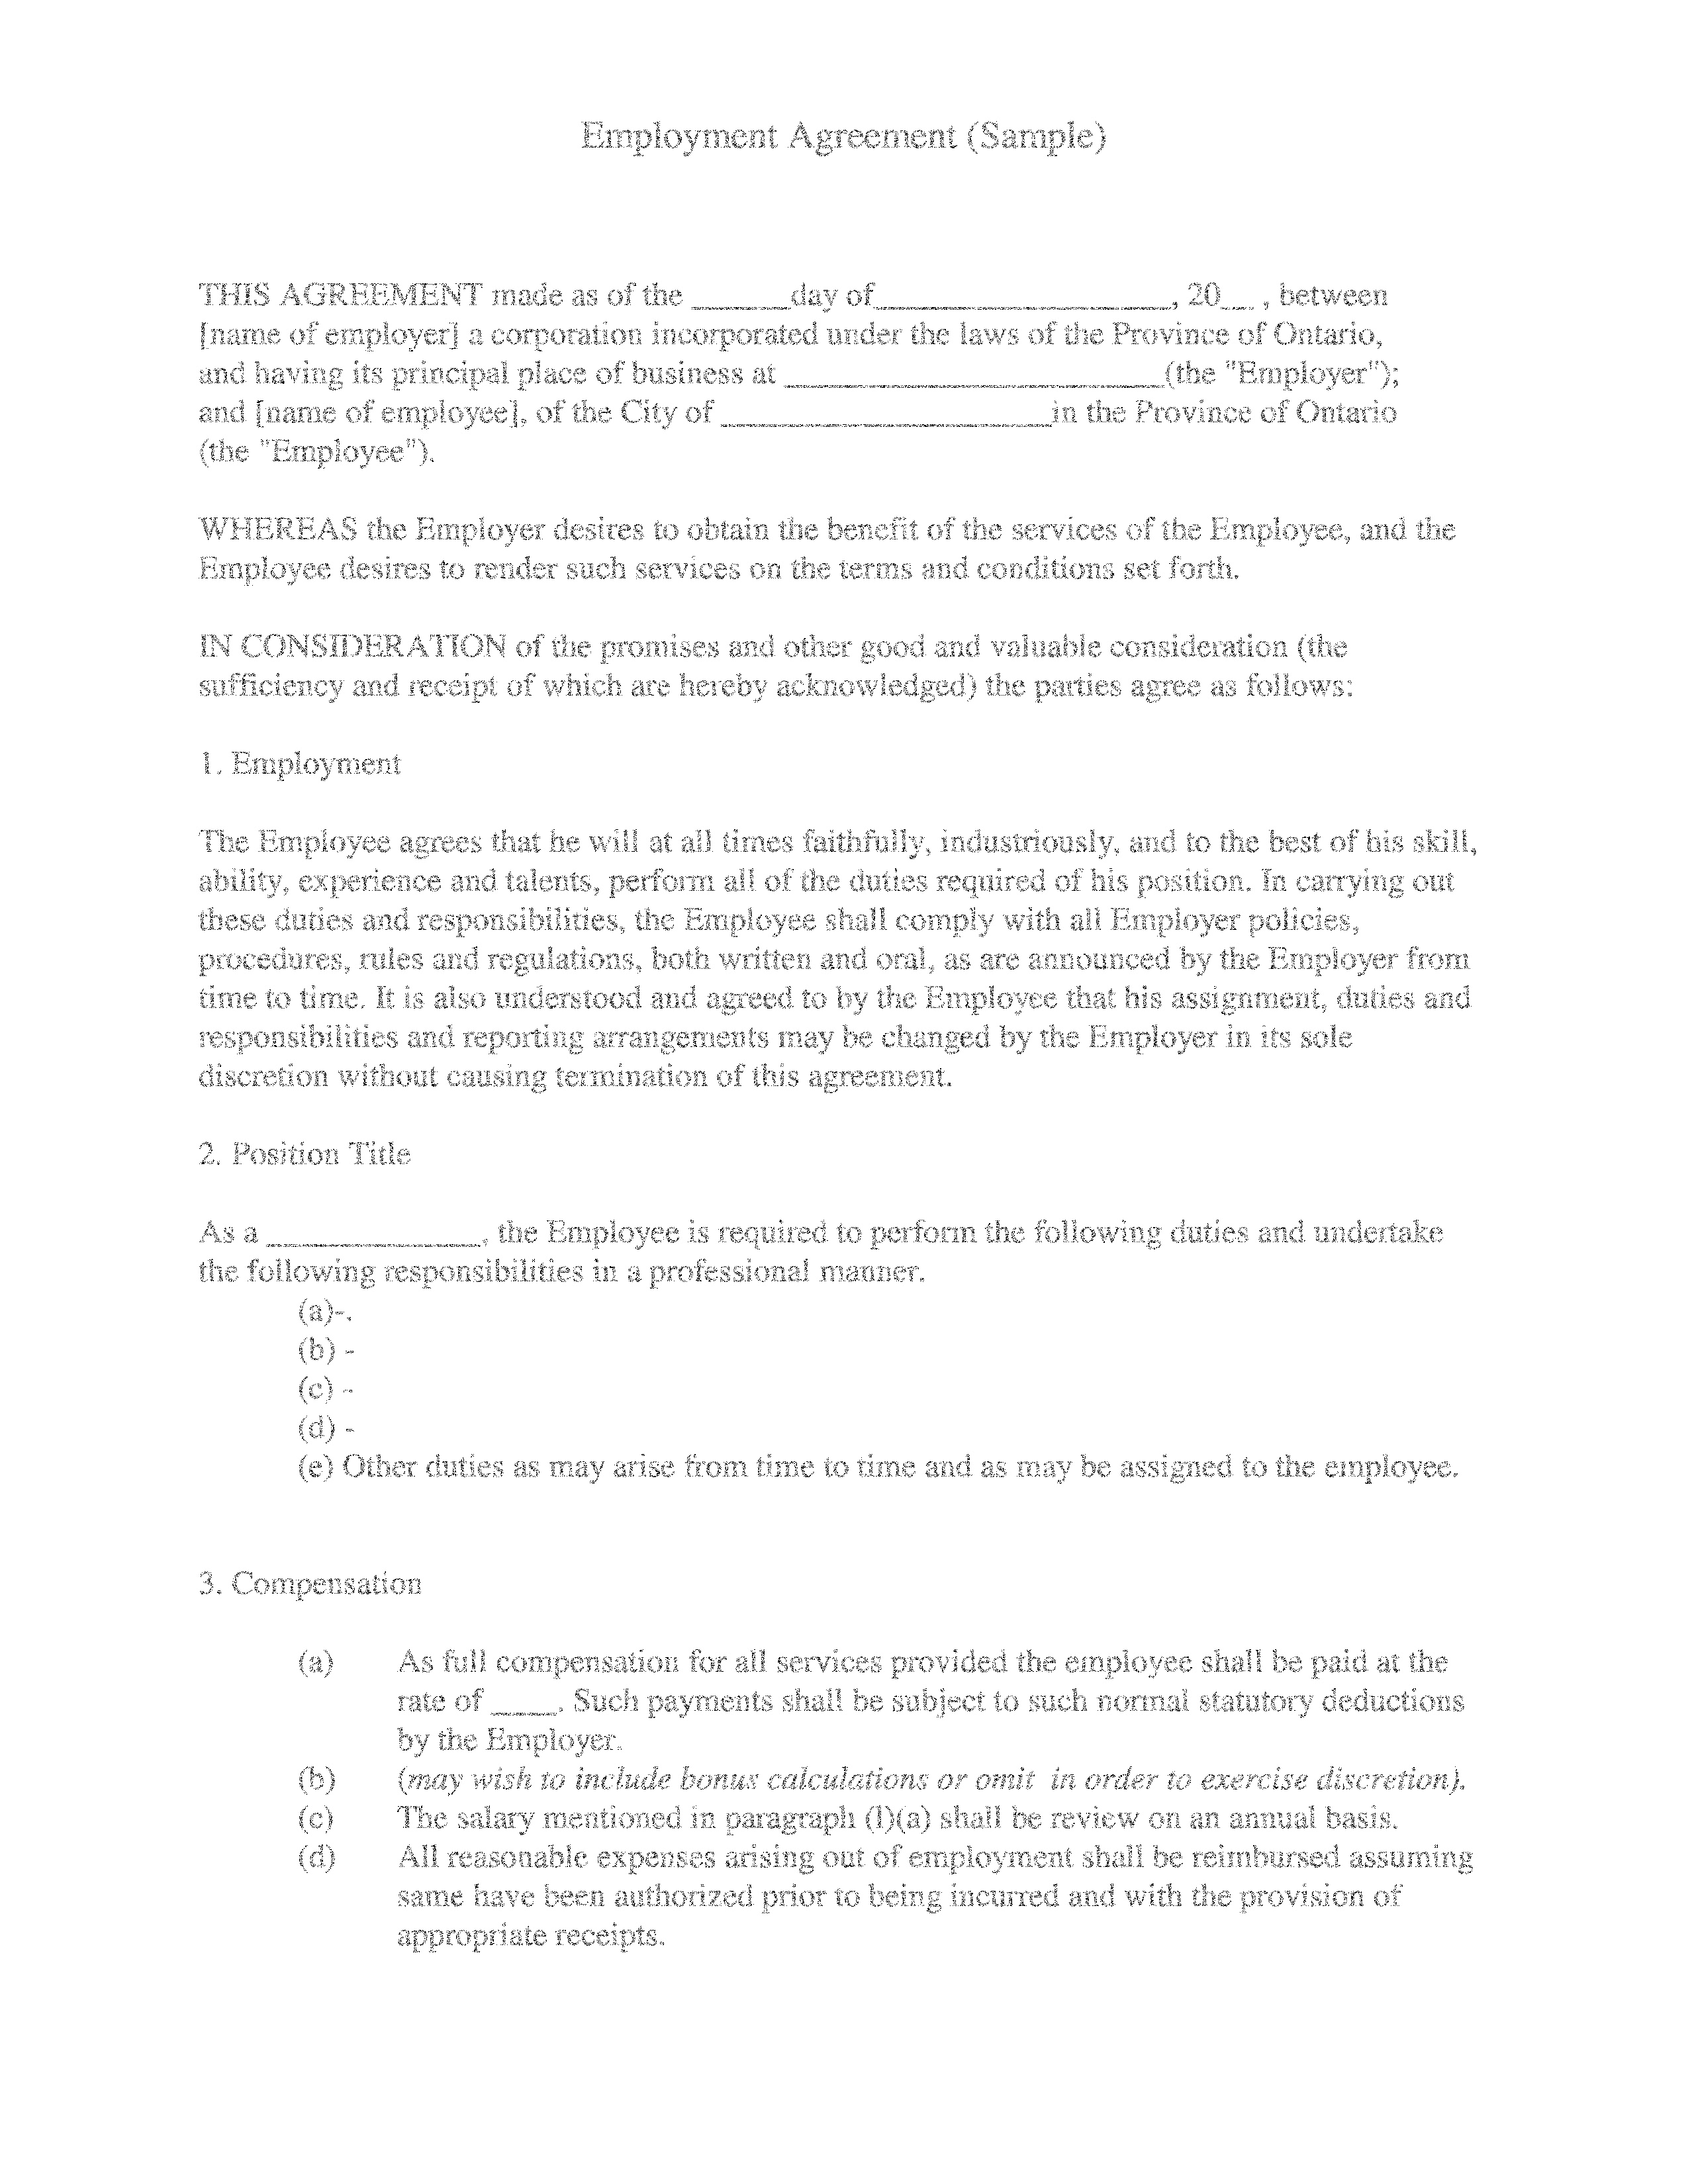 Employment Agreement (Sample)
THIS AGREEMENT made as of the ______day of__________________, 20__ , between
[name of employer] a corporation incorporated under the laws of the Province of Ontario,
and having its principal place of business at _______________________(the "Employer");
and [name of employee], of the City of ____________________in the Province of Ontario
(the "Employee").
WHEREAS the Employer desires to obtain the benefit of the services of the Employee, and the
Employee desires to render such services on the terms and conditions set forth.
IN CONSIDERATION of the promises and other good and valuable consideration (the
sufficiency and receipt of which are hereby acknowledged) the parties agree as follows:
1. Employment
The Employee agrees that he will at all times faithfully, industriously, and to the best of his skill,
ability, experience and talents, perform all of the duties required of his position. In carrying out
these duties and responsibilities, the Employee shall comply with all Employer policies,
procedures, rules and regulations, both written and oral, as are announced by the Employer from
time to time. It is also understood and agreed to by the Employee that his assignment, duties and
responsibilities and reporting arrangements may be changed by the Employer in its sole
discretion without causing termination of this agreement.
2. Position Title
As a _____________, the Employee is required to perform the following duties and undertake
the following responsibilities in a professional manner.
(a)-.
(b) -
(c) -
(d) -
(e) Other duties as may arise from time to time and as may be assigned to the employee.
3. Compensation
(a) As full compensation for all services provided the employee shall be paid at the
rate of ____. Such payments shall be subject to such normal statutory deductions
by the Employer.
(b) (may wish to include bonus calculations or omit in order to exercise discretion).
(c) The salary mentioned in paragraph (l)(a) shall be review on an annual basis.
(d) All reasonable expenses arising out of employment shall be reimbursed assuming
same have been authorized prior to being incurred and with the provision of
appropriate receipts.